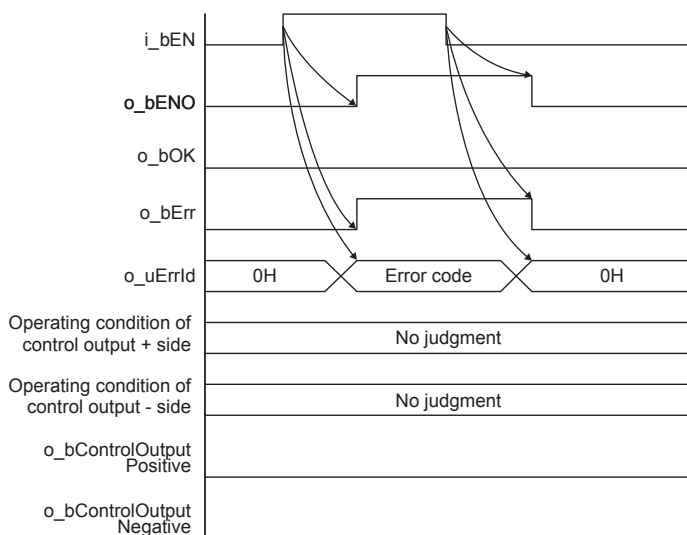 i_bEN
o_bENO
o_bOK
o_bErr
o_uErrId
0H
Error code
0H
Operating condition of
control output + side
No judgment
Operating condition of
control output - side
No judgment
o_bControlOutput
Positive
o_bControlOutput
Negative